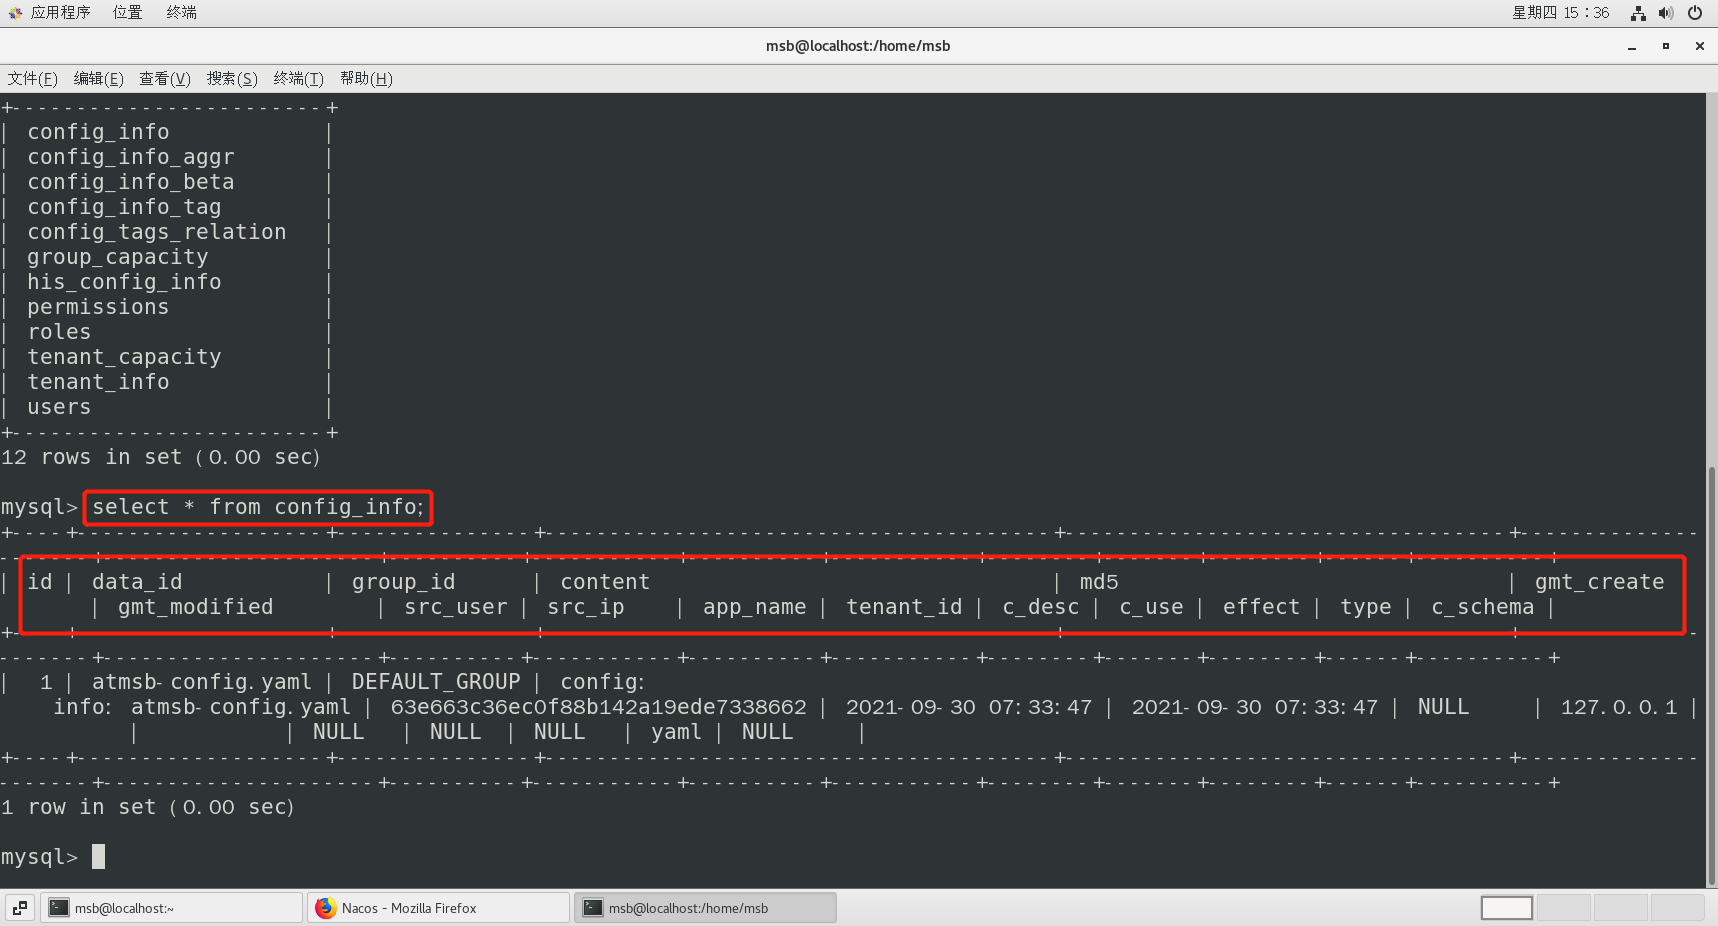 应用程序 位置 终端 星期四 15：36
msb@localhost:/home/msb
文件(F) 编辑(E) 查看(V) 搜索(S) 终端(T) 帮助(H)
+------------------------+
| config_info |
| config_info_aggr |
| config_info_beta |
| config_info_tag |
| config_tags_relation |
| group_capacity |
| his_config_info |
| permissions |
| roles |
| tenant_capacity |
| tenant_info |
| users |
+------------------------+
12 rows in set (0.00 sec)
mysql> select * from config_info;
+----+-------------------+---------------+---------------------------------------+----------------------------------+--------------
-------+---------------------+----------+-----------+----------+-----------+--------+-------+--------+------+----------+
| id | data_id | group_id | content | md5 | gmt_create
| gmt_modified | src_user | src_ip | app_name | tenant_id | c_desc | c_use | effect | type | c_schema |
+----+-------------------+---------------+---------------------------------------+----------------------------------+--------------
-------+---------------------+----------+-----------+----------+-----------+--------+-------+--------+------+----------+
| 1 | atmsb-config.yaml | DEFAULT_GROUP | config:
info: atmsb-config.yaml | 63e663c36ec0f88b142a19ede7338662 | 2021-09-30 07:33:47 | 2021-09-30 07:33:47 | NULL | 127.0.0.1 |
| | NULL | NULL | NULL | yaml | NULL |
+----+-------------------+---------------+---------------------------------------+----------------------------------+--------------
-------+---------------------+----------+-----------+----------+-----------+--------+-------+--------+------+----------+
1 row in set (0.00 sec)
mysql>
msb@localhost:~ Nacos - Mozilla Firefox msb@localhost:/home/msb